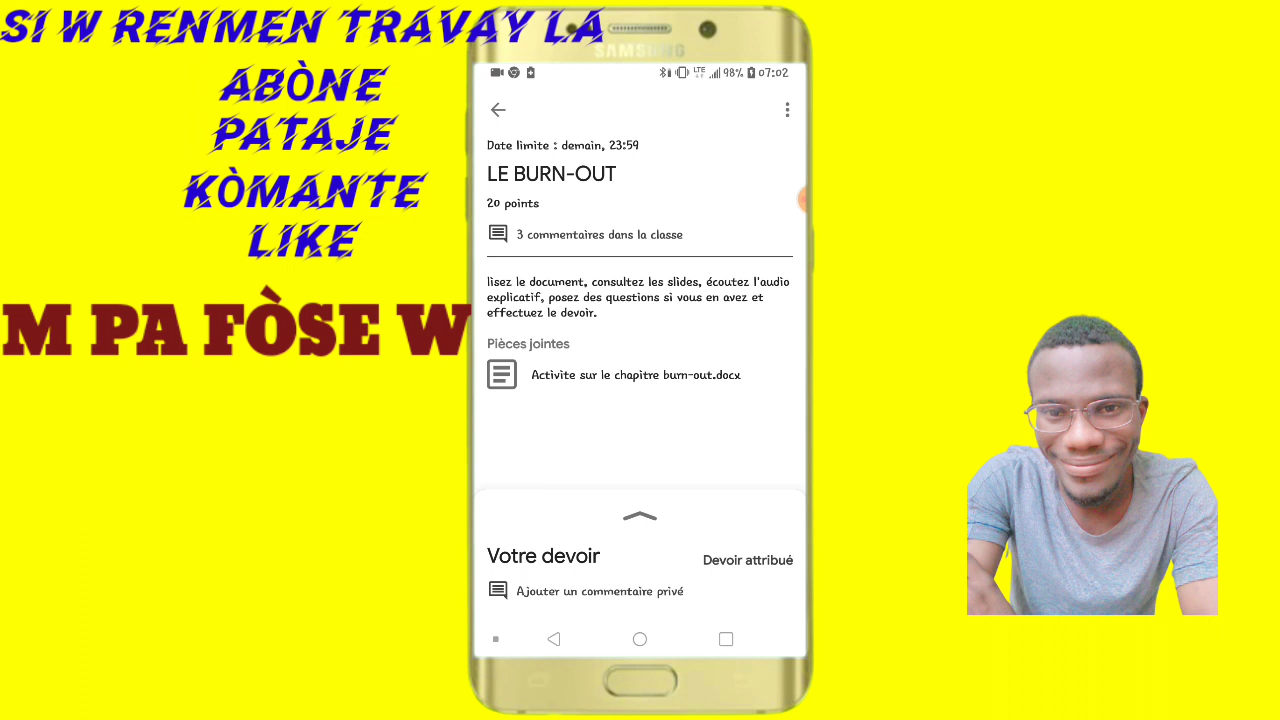 SI W RENMEN TRAVAY LA
ABÒNE
PATAJE
KÒMANTE
LIKE
M PA FÒSE W
SAMSUNG
LTE 98% 07:02
Date limite : demain, 23:59
LE BURN-OUT
20 points
3 commentaires dans la classe
lisez le document, consultez les slides, écoutez l'audio
explicatif, posez des questions si vous en avez et
effectuez le devoir.
Pièces jointes
Activite sur le chapitre burn-out.docx
Votre devoir
Devoir attribué
Ajouter un commentaire privé